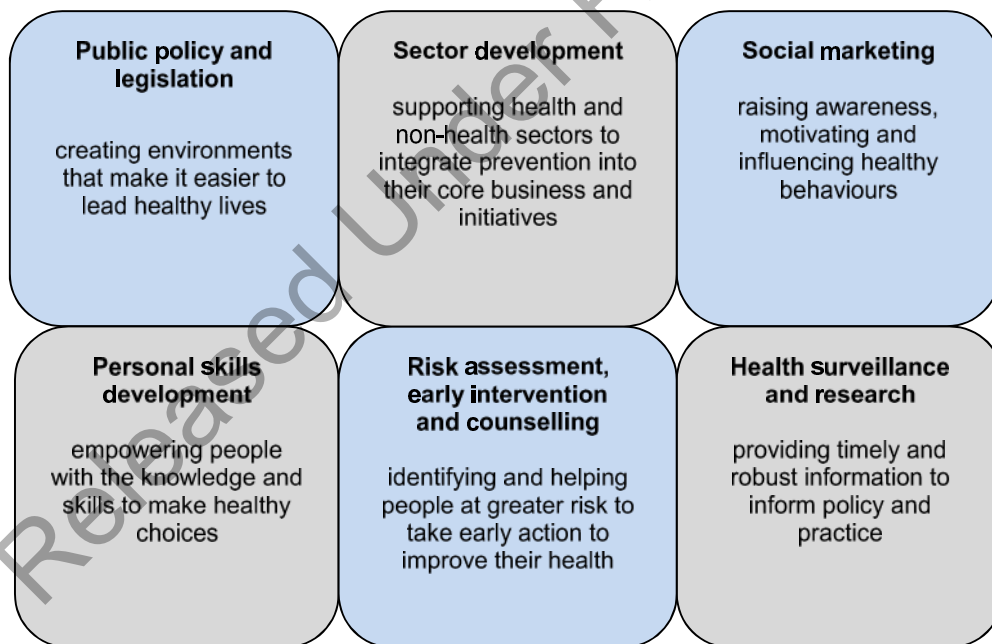 Public policy and
legislation
creating environments
that make it easier to
lead healthy lives
Sector development
supporting health and
non-health sectors to
integrate prevention into
their core business and
initiatives
Social marketing
raising awareness,
motivating and
influencing healthy
behaviours
Personal skills
development
empowering people
with the knowledge and
skills to make healthy
choices
Risk assessment,
early intervention
and counselling
identifying and helping
people at greater risk to
take early action to
improve their health
Health surveillance
and research
providing timely and
robust information to
inform policy and
practice
Released Under